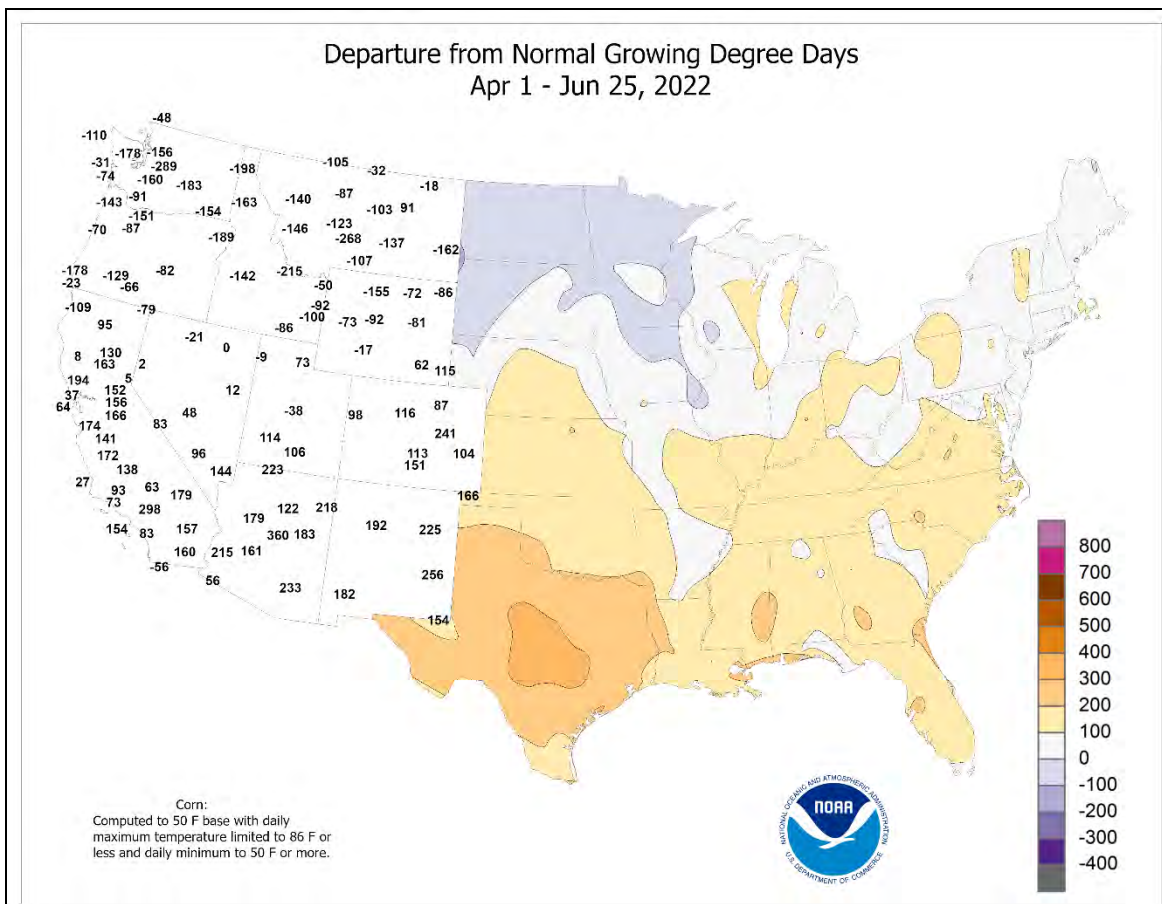 Departure from Normal Growing Degree Days
Apr 1 - Jun 25, 2022
-48
-110
-178 -156
-31 -289 -198 -105 -32
-74 -160 -183 -18
-143 -91 -163 -140 -87
-151 -154 -103 91
-70 -87 -146 -123
-189 -268 -137 -162
-107
-178 -129 -82 -142 -215
-23 -66 -50 -155 -72 -86
-109 -79 -92
-100 -73 -92 -81
95 -86
-21
8 130 0 -9 -17
163 2 73 62 115
194 5
37 152 12
64 156 -38 98 116 87
166 48
174 83 241
141 114
172 96 106 113 104
138 144 223 151
27 93 63 179 166
73 298 122 218
154 83 157 179 192 225
360 183
160 215 161
-56 56 233 182 256
154
800
700
600
500
400
300
200
100
0
-100
-200
-300
-400
Corn:
Computed to 50 F base with daily
maximum temperature limited to 86 F or
less and daily minimum to 50 F or more.
NATIONAL OCEANIC AND ATMOSPHERIC ADMINISTRATION
NOAA
U.S. DEPARTMENT OF COMMERCE